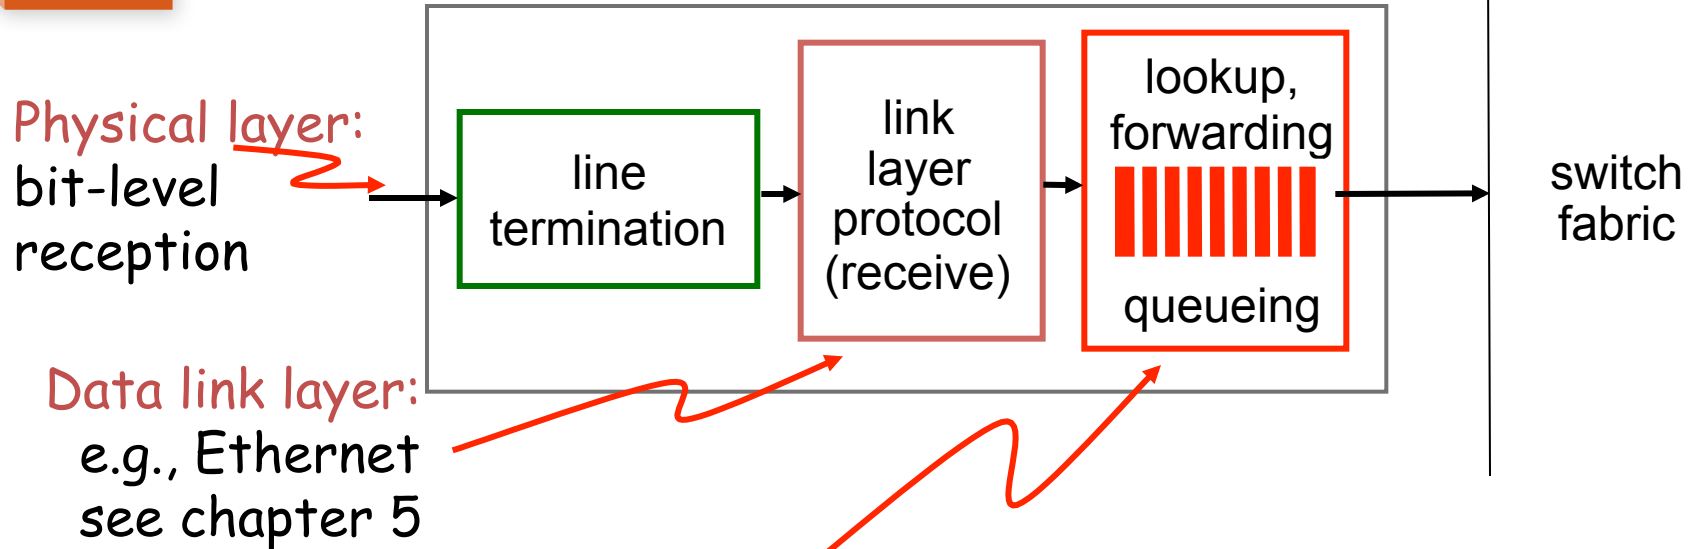 Physical layer:
bit-level
reception
line
termination
link
layer
protocol
(receive)
lookup,
forwarding
queueing
switch
fabric
Data link layer:
e.g., Ethernet
see chapter 5